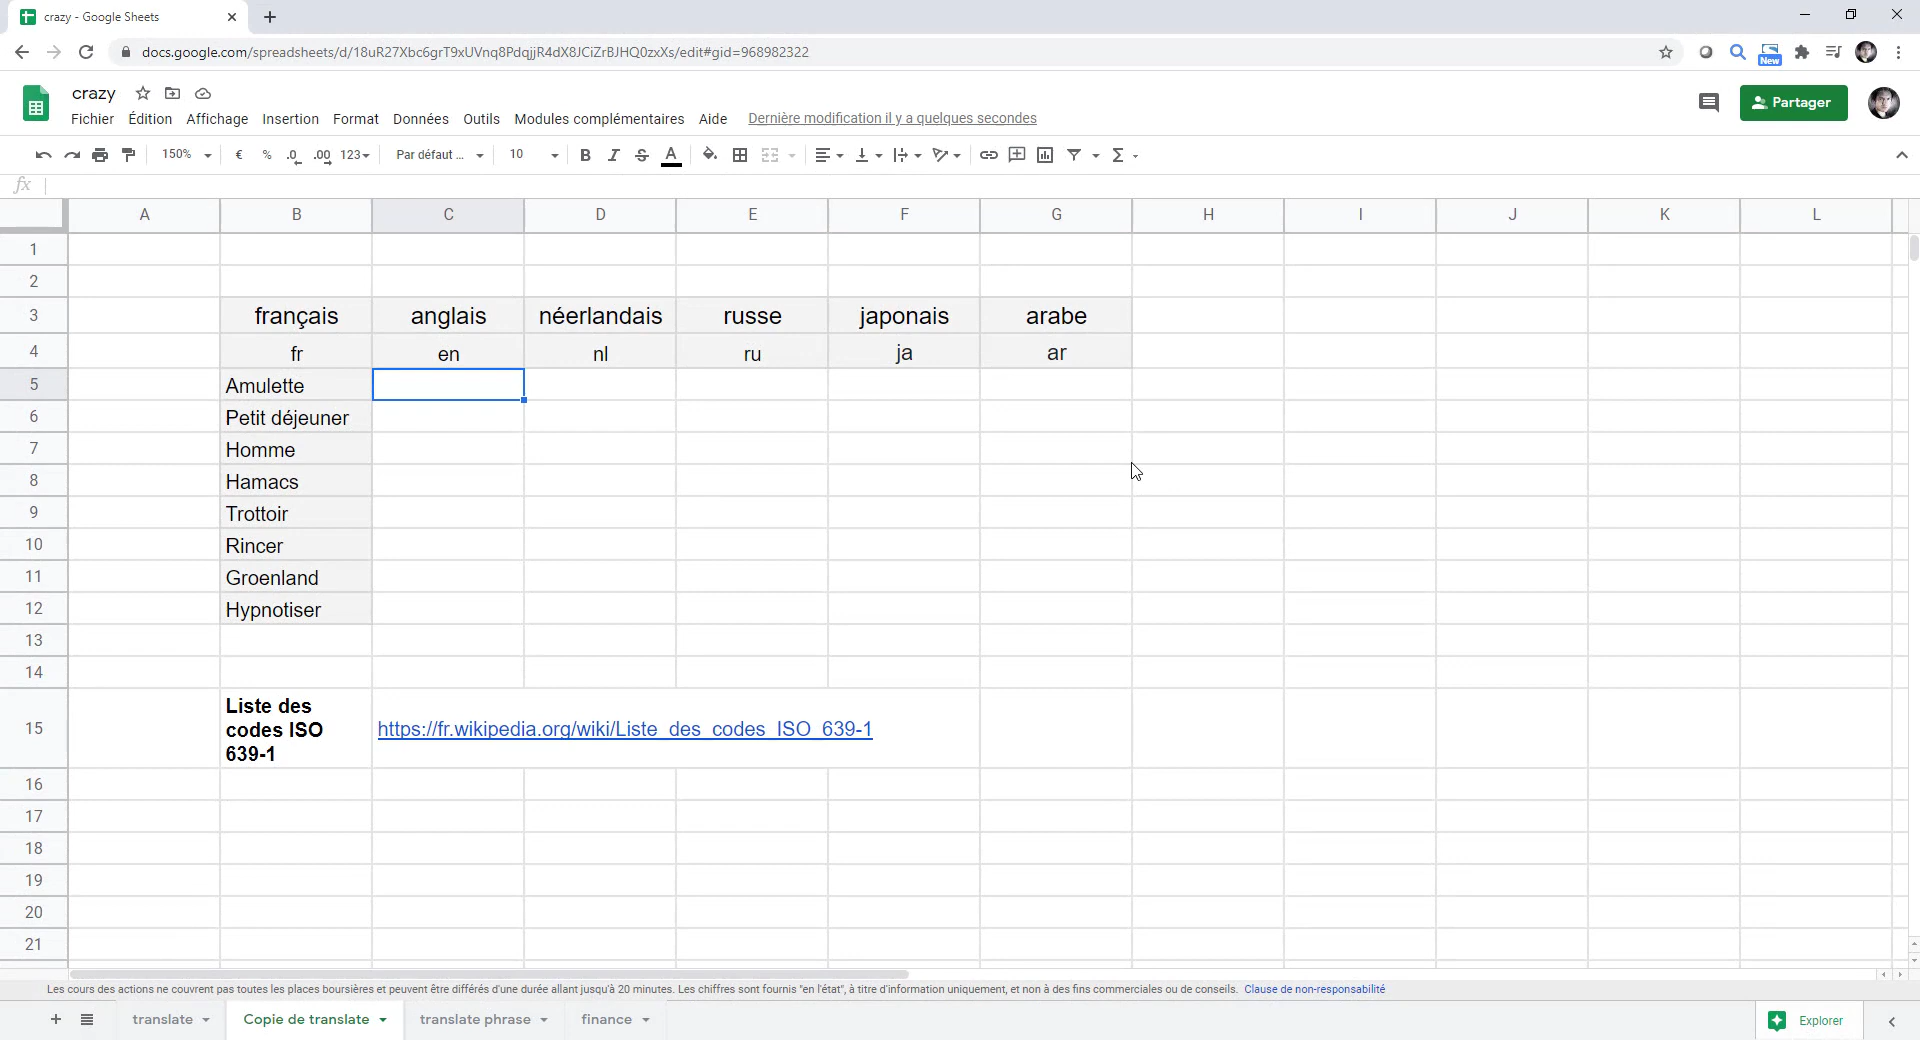 crazy - Google Sheets
docs.google.com/spreadsheets/d/18uR27Xbc6grT9xUVnq8PdqjjR4dX8JCiZrBJHQ0zxXs/edit#gid=968982322
New
crazy
Fichier Édition Affichage Insertion Format Données Outils Modules complémentaires Aide Dernière modification il y a quelques secondes
Partager
150% € % .0 .00 123 Par défaut ... 10 B I S A Σ
fx
A B C D E F G H I J K L
1
2
3 français anglais néerlandais russe japonais arabe
4 fr en nl ru ja ar
5 Amulette
6 Petit déjeuner
7 Homme
8 Hamacs
9 Trottoir
10 Rincer
11 Groenland
12 Hypnotiser
13
14
Liste des
codes ISO
639-1
15 https://fr.wikipedia.org/wiki/Liste_des_codes_ISO_639-1
16
17
18
19
20
21
Les cours des actions ne couvrent pas toutes les places boursières et peuvent être différés d'une durée allant jusqu'à 20 minutes. Les chiffres sont fournis "en l'état", à titre d'information uniquement, et non à des fins commerciales ou de conseils. Clause de non-responsabilité
translate Copie de translate translate phrase finance Explorer